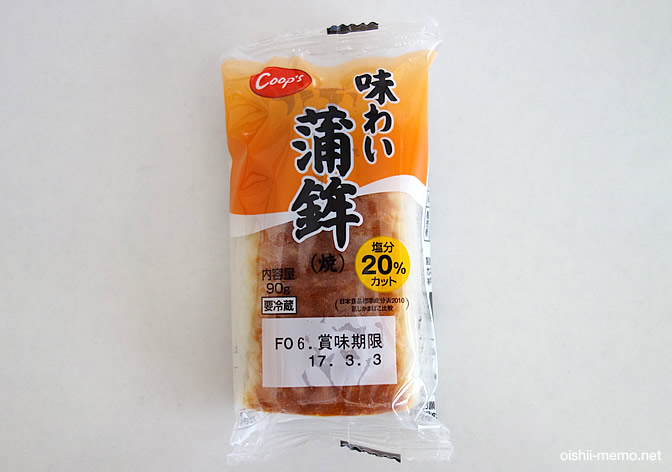 Coop's
味わい
蒲鉾
(焼)
塩分
20%
カット
内容量
90g
要冷蔵
F06. 賞味期限
17. 3. 3
oishii-memo.net